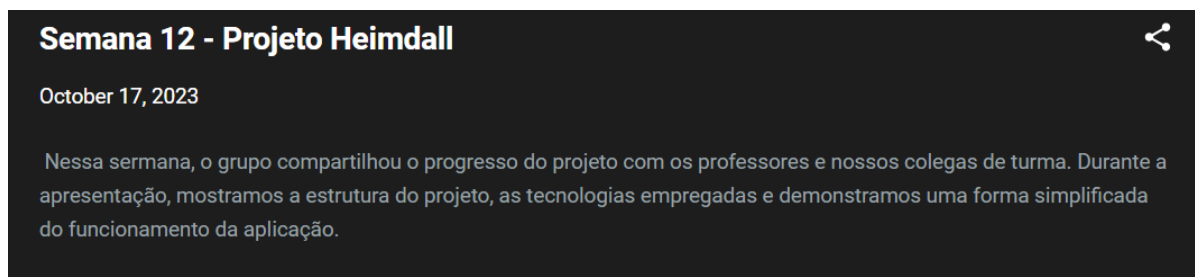 Semana 12 - Projeto Heimdall
October 17, 2023
Nessa sermana, o grupo compartilhou o progresso do projeto com os professores e nossos colegas de turma. Durante a
apresentação, mostramos a estrutura do projeto, as tecnologias empregadas e demonstramos uma forma simplificada
do funcionamento da aplicação.